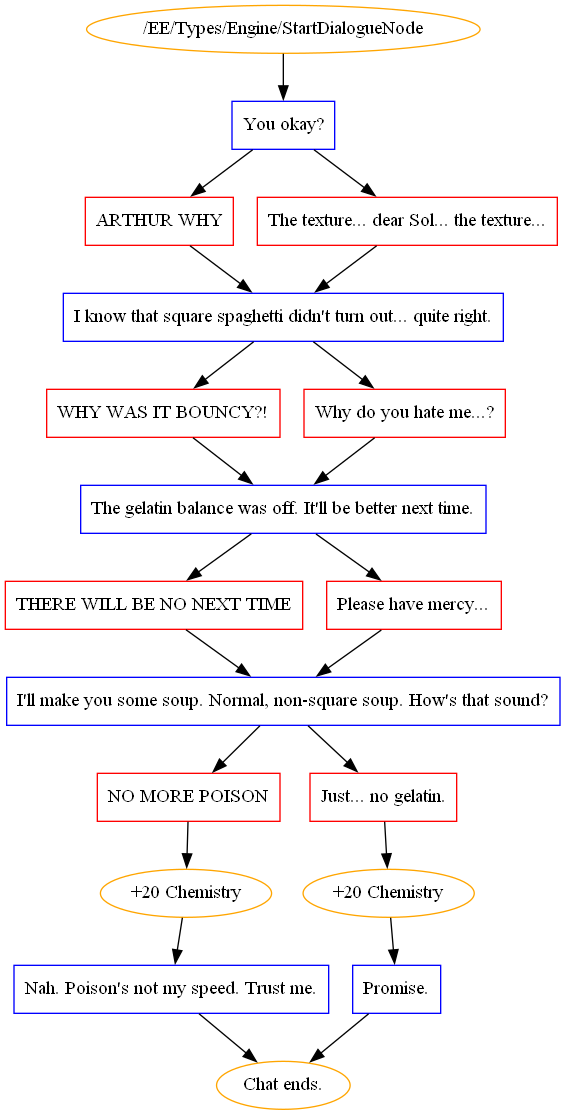 /EE/Types/Engine/StartDialogueNode
You okay?
ARTHUR WHY
The texture... dear Sol... the texture...
I know that square spaghetti didn't turn out... quite right.
WHY WAS IT BOUNCY?!
Why do you hate me...?
The gelatin balance was off. It'll be better next time.
THERE WILL BE NO NEXT TIME
Please have mercy...
I'll make you some soup. Normal, non-square soup. How's that sound?
NO MORE POISON
Just... no gelatin.
+20 Chemistry
+20 Chemistry
Nah. Poison's not my speed. Trust me.
Promise.
Chat ends.